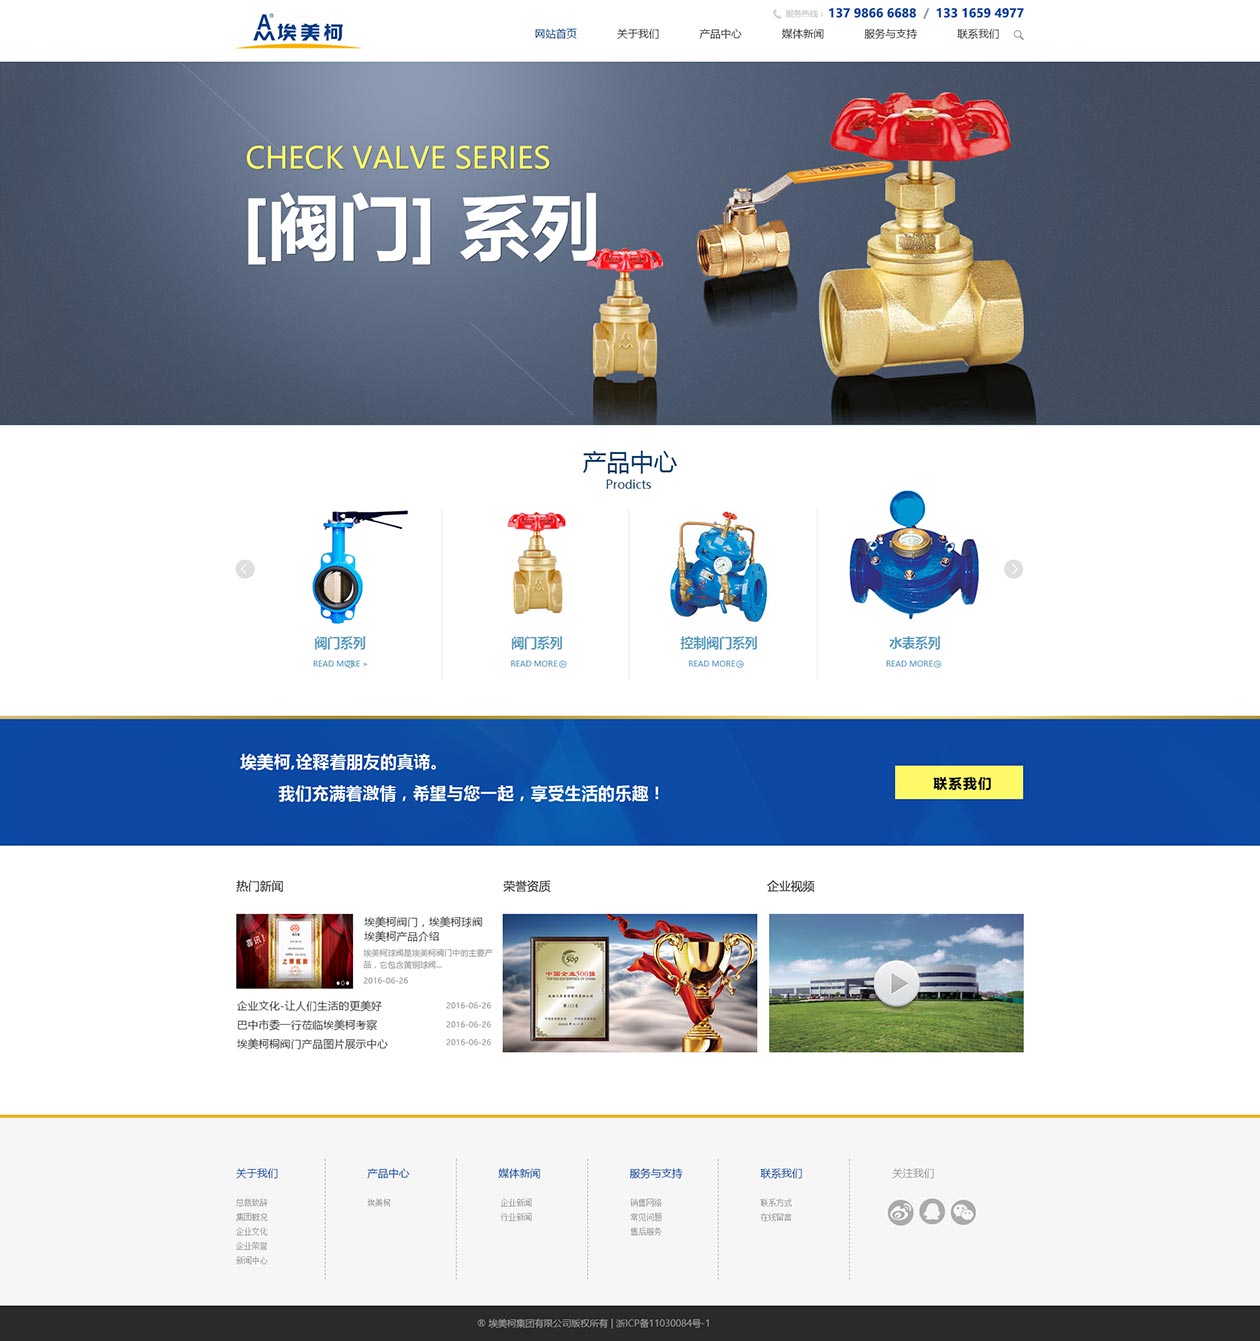 埃美柯
服务热线： 137 9866 6688 / 133 1659 4977
网站首页 关于我们 产品中心 媒体新闻 服务与支持 联系我们
CHECK VALVE SERIES
[阀门] 系列
产品中心
Prodicts
阀门系列 阀门系列 控制阀门系列 水表系列
READ MORE > READ MORE READ MORE READ MORE
埃美柯,诠释着朋友的真谛。
我们充满着激情，希望与您一起，享受生活的乐趣！
联系我们
热门新闻 荣誉资质 企业视频
喜讯！
埃美柯阀门，埃美柯球阀
埃美柯产品介绍
埃美柯球阀是埃美柯阀门中的主要产
品，它包含黄铜球阀...
2016-06-26
企业文化-让人们生活的更美好 2016-06-26
巴中市委一行莅临埃美柯考察 2016-06-26
埃美柯桐阀门产品图片展示中心 2016-06-26
500
中国企业500强
关于我们 产品中心 媒体新闻 服务与支持 联系我们 关注我们
总裁致辞 埃美柯 企业新闻 销售网络 联系方式
集团概况 行业新闻 常见问题 在线留言
企业文化 售后服务
企业荣誉
新闻中心
® 埃美柯集团有限公司版权所有 | 浙ICP备11030084号-1